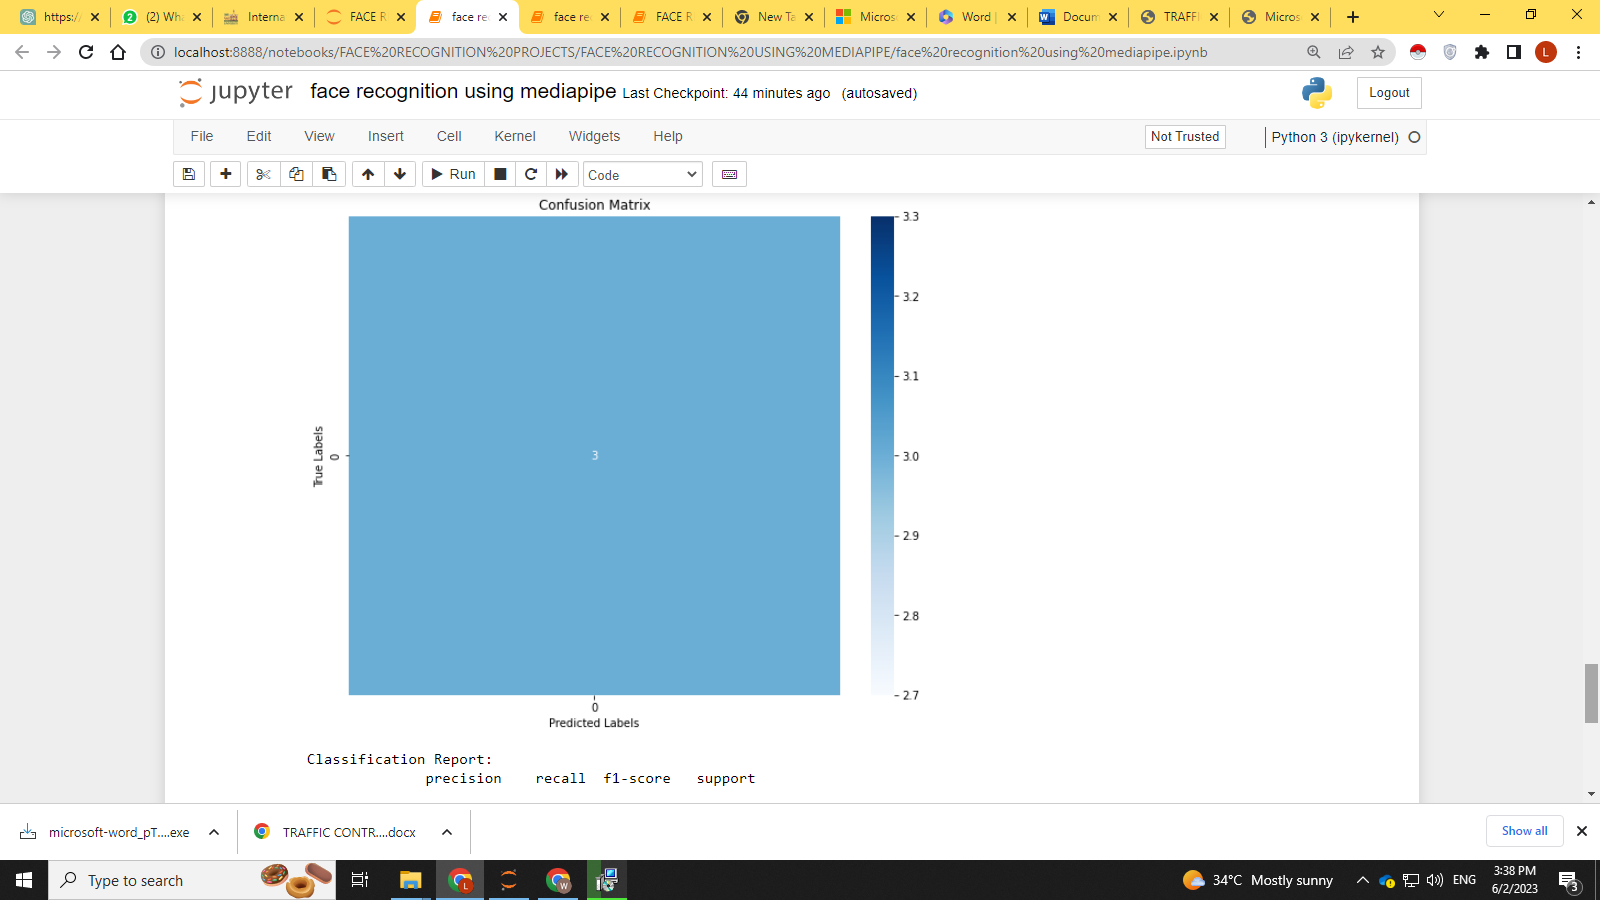 https:/
(2) Wha
Interna
FACE R
face re
face re
FACE R
New Ta
Micros
Word |
Docum
TRAFFI
Micros
localhost:8888/notebooks/FACE%20RECOGNITION%20PROJECTS/FACE%20RECOGNITION%20USING%20MEDIAPIPE/face%20recognition%20using%20mediapipe.ipynb
L
jupyter face recognition using mediapipe Last Checkpoint: 44 minutes ago (autosaved)
Logout
File Edit View Insert Cell Kernel Widgets Help
Not Trusted
Python 3 (ipykernel)
Run
Code
Confusion Matrix
3.3
3.2
3.1
3.0
2.9
2.8
2.7
True Labels
0
3
0
Predicted Labels
Classification Report:
precision recall f1-score support
microsoft-word_pT....exe
TRAFFIC CONTR....docx
Show all
Type to search
L
W
34°C Mostly sunny
ENG
3:38 PM
6/2/2023
3